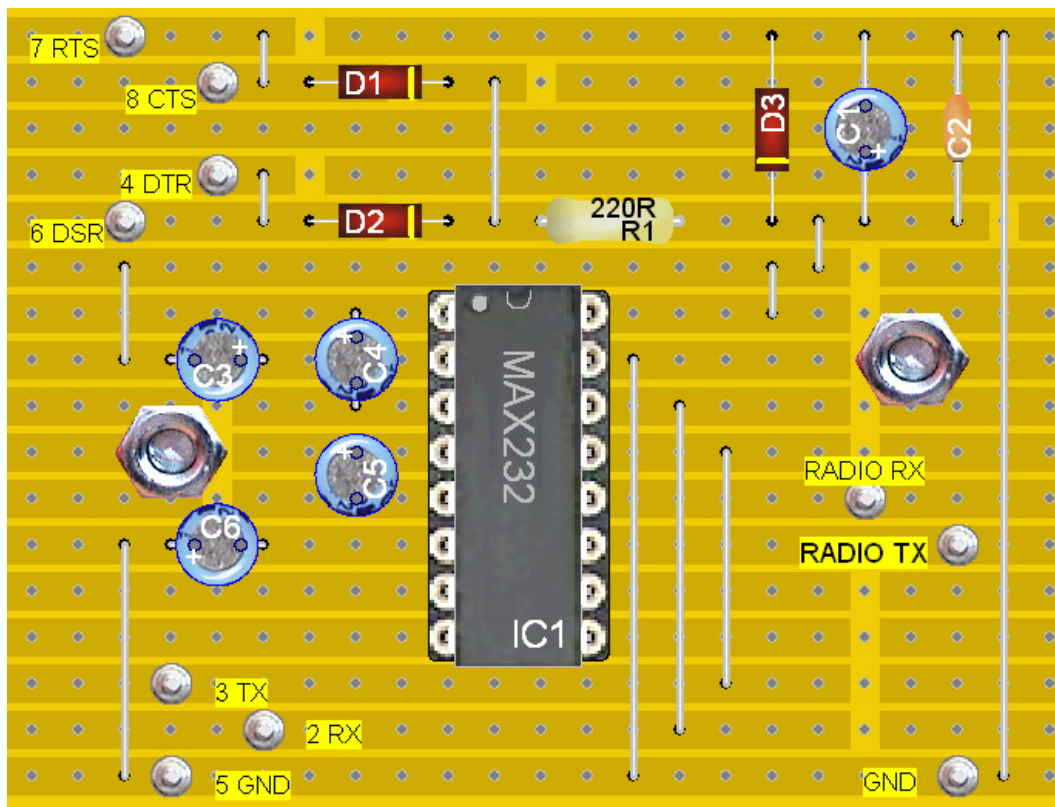 7 RTS
8 CTS
D1
D3
C1
C2
4 DTR
6 DSR
D2
220R
R1
C3
C4
MAX232
C5
RADIO RX
C6
RADIO TX
IC1
3 TX
2 RX
5 GND
GND